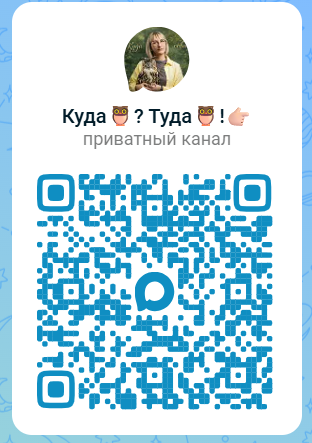 Куда 🦉 ? Туда 🦉 ! 👉🏻
приватный канал